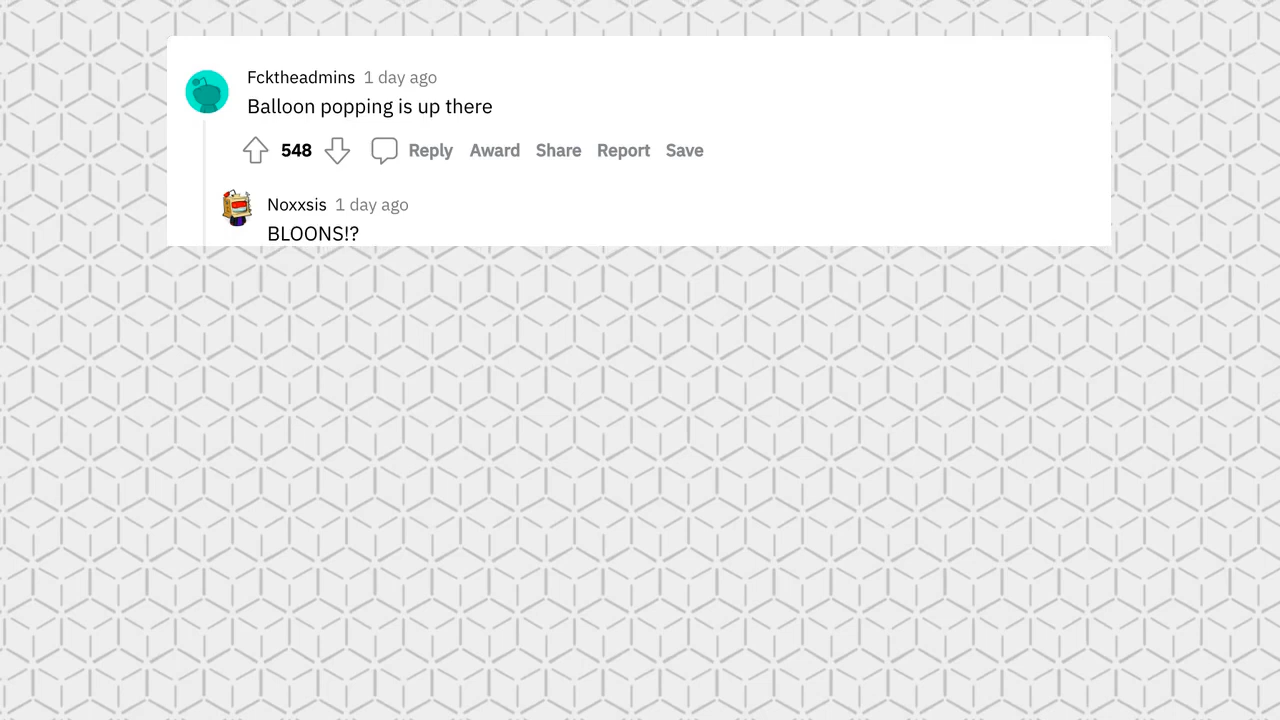 Fcktheadmins 1 day ago
Balloon popping is up there
548 Reply Award Share Report Save
Noxxsis 1 day ago
BLOONS!?